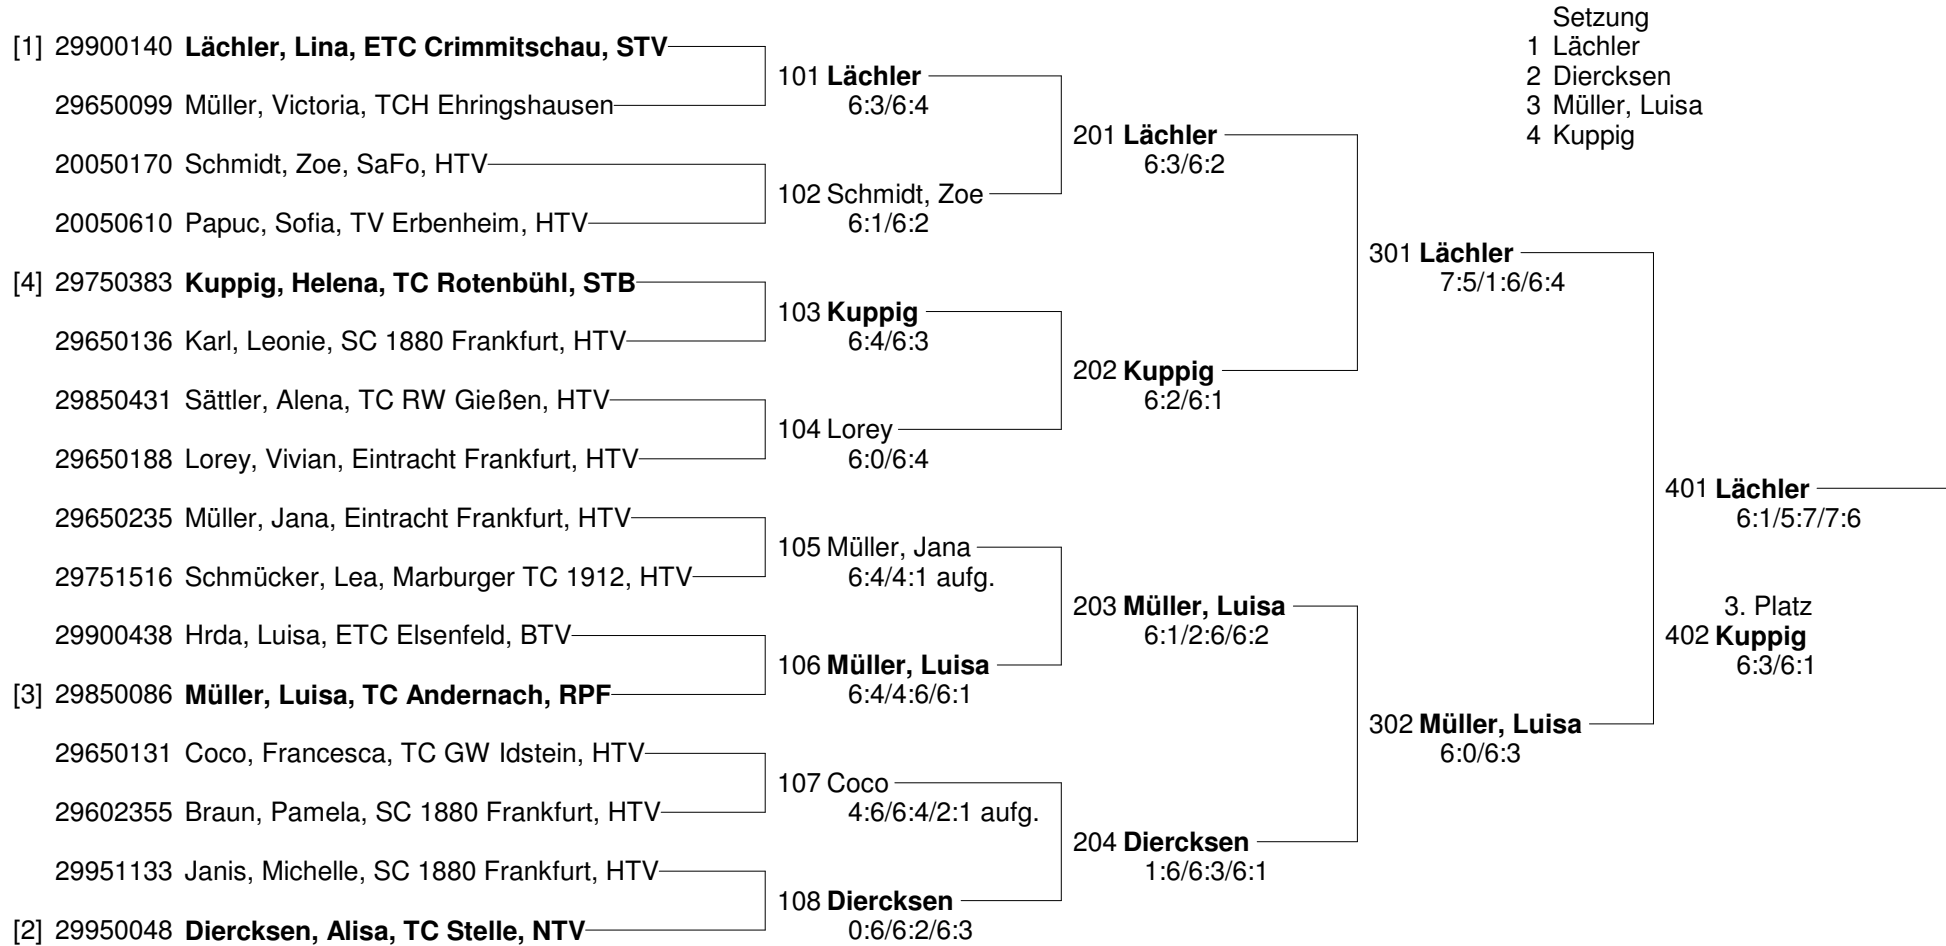 Setzung
1 Lächler
2 Diercksen
3 Müller, Luisa
4 Kuppig
[1] 29900140 Lächler, Lina, ETC Crimmitschau, STV
29650099 Müller, Victoria, TCH Ehringshausen
20050170 Schmidt, Zoe, SaFo, HTV
20050610 Papuc, Sofia, TV Erbenheim, HTV
[4] 29750383 Kuppig, Helena, TC Rotenbühl, STB
29650136 Karl, Leonie, SC 1880 Frankfurt, HTV
29850431 Sättler, Alena, TC RW Gießen, HTV
29650188 Lorey, Vivian, Eintracht Frankfurt, HTV
29650235 Müller, Jana, Eintracht Frankfurt, HTV
29751516 Schmücker, Lea, Marburger TC 1912, HTV
29900438 Hrda, Luisa, ETC Elsenfeld, BTV
[3] 29850086 Müller, Luisa, TC Andernach, RPF
29650131 Coco, Francesca, TC GW Idstein, HTV
29602355 Braun, Pamela, SC 1880 Frankfurt, HTV
29951133 Janis, Michelle, SC 1880 Frankfurt, HTV
[2] 29950048 Diercksen, Alisa, TC Stelle, NTV
101 Lächler
6:3/6:4
102 Schmidt, Zoe
6:1/6:2
103 Kuppig
6:4/6:3
104 Lorey
6:0/6:4
105 Müller, Jana
6:4/4:1 aufg.
106 Müller, Luisa
6:4/4:6/6:1
107 Coco
4:6/6:4/2:1 aufg.
108 Diercksen
0:6/6:2/6:3
201 Lächler
6:3/6:2
202 Kuppig
6:2/6:1
203 Müller, Luisa
6:1/2:6/6:2
204 Diercksen
1:6/6:3/6:1
301 Lächler
7:5/1:6/6:4
302 Müller, Luisa
6:0/6:3
401 Lächler
6:1/5:7/7:6
3. Platz
402 Kuppig
6:3/6:1